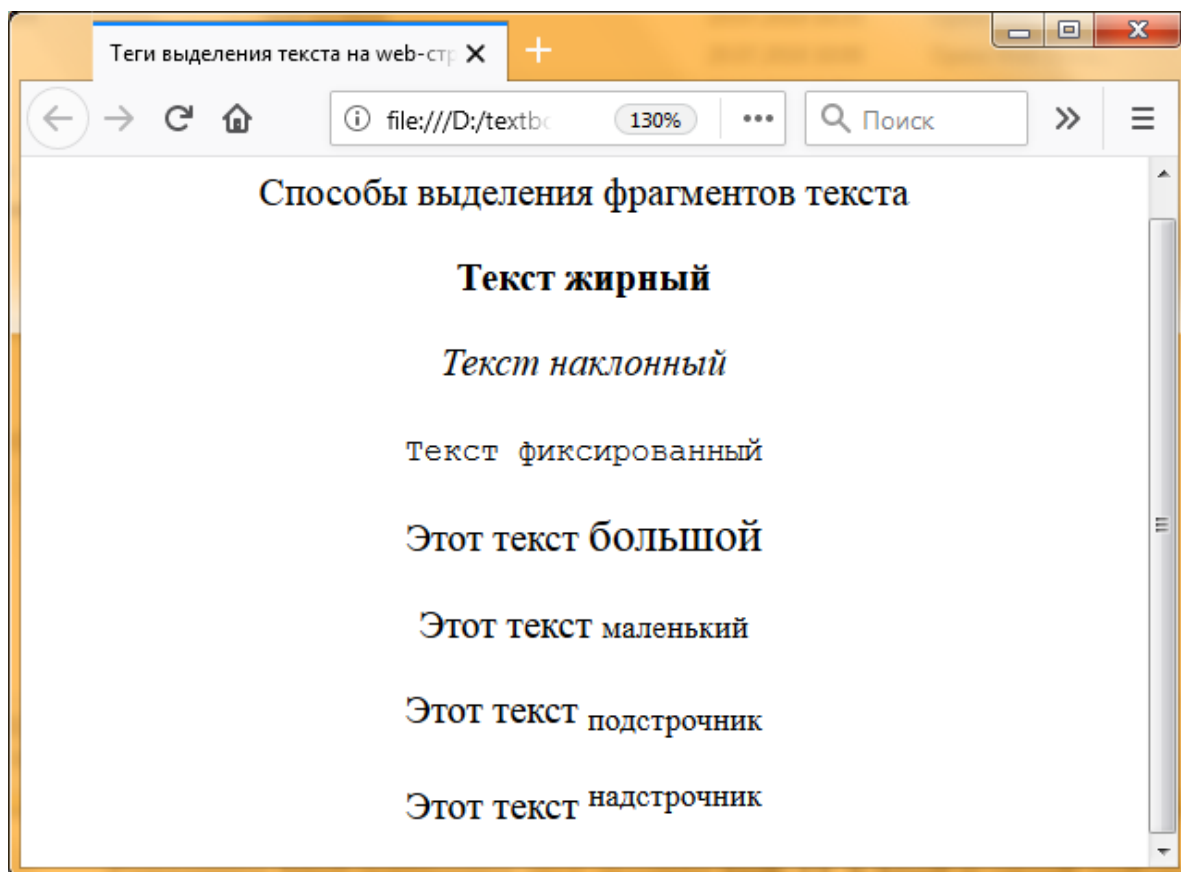 Теги выделения текста на web-стр
file:///D:/textb
130%
Поиск
Способы выделения фрагментов текста
Текст жирный
Текст наклонный
Текст фиксированный
Этот текст большой
Этот текст маленький
Этот текст подстрочник
Этот текст надстрочник